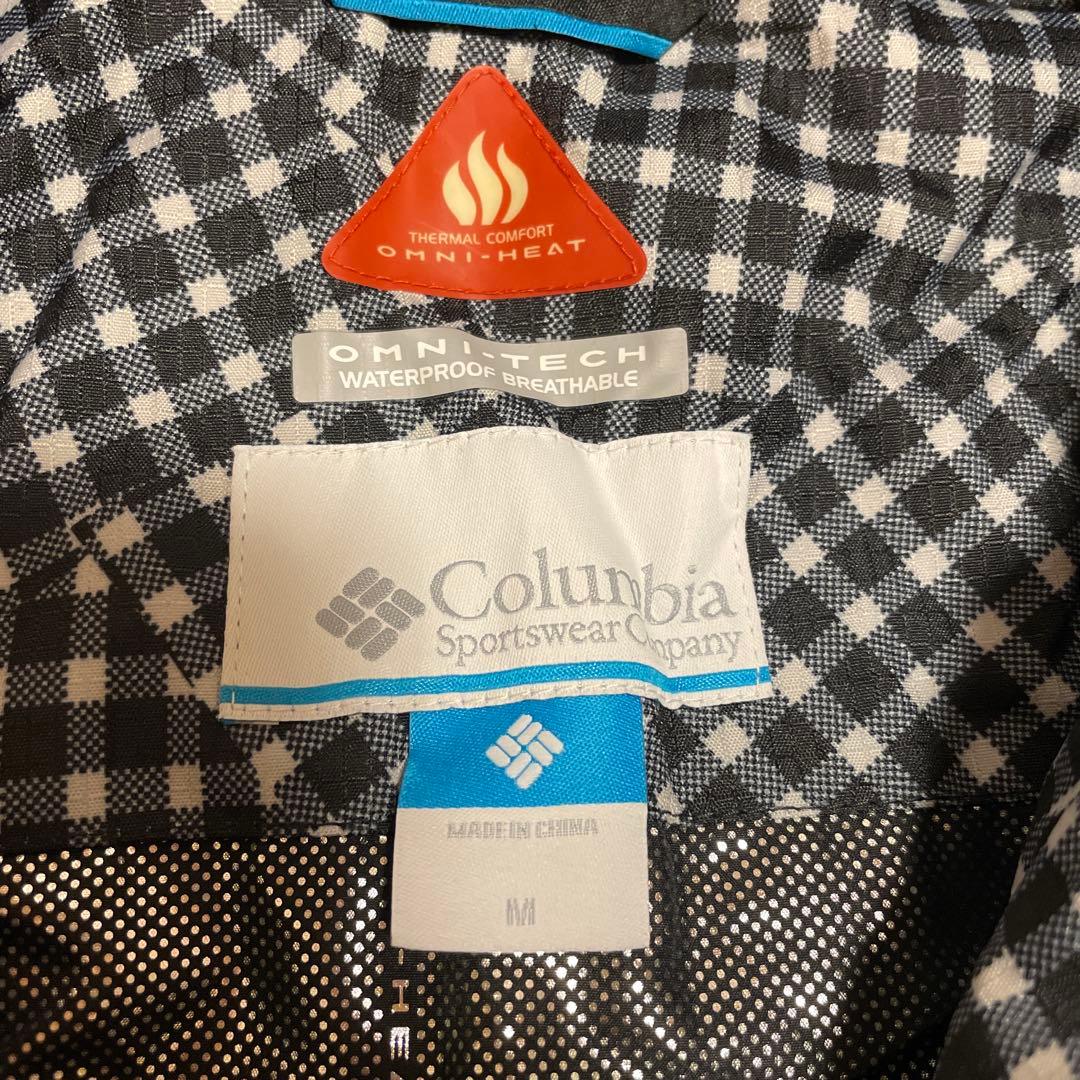 THERMAL COMFORT
OMNI-HEAT
OMNI-TECH
WATERPROOF BREATHABLE
Columbia
Sportswear Company
MADE IN CHINA
M